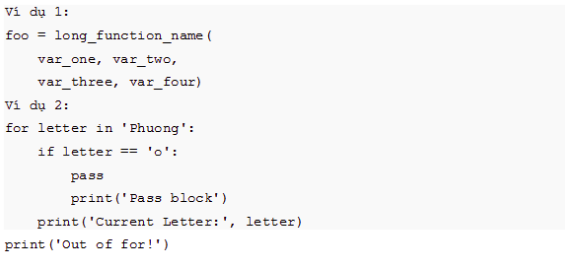 Ví dụ 1:
foo = long_function_name(
    var_one, var_two,
    var_three, var_four)
Ví dụ 2:
for letter in 'Phuong':
    if letter == 'o':
        pass
        print('Pass block')
    print('Current Letter:', letter)
print('Out of for!')